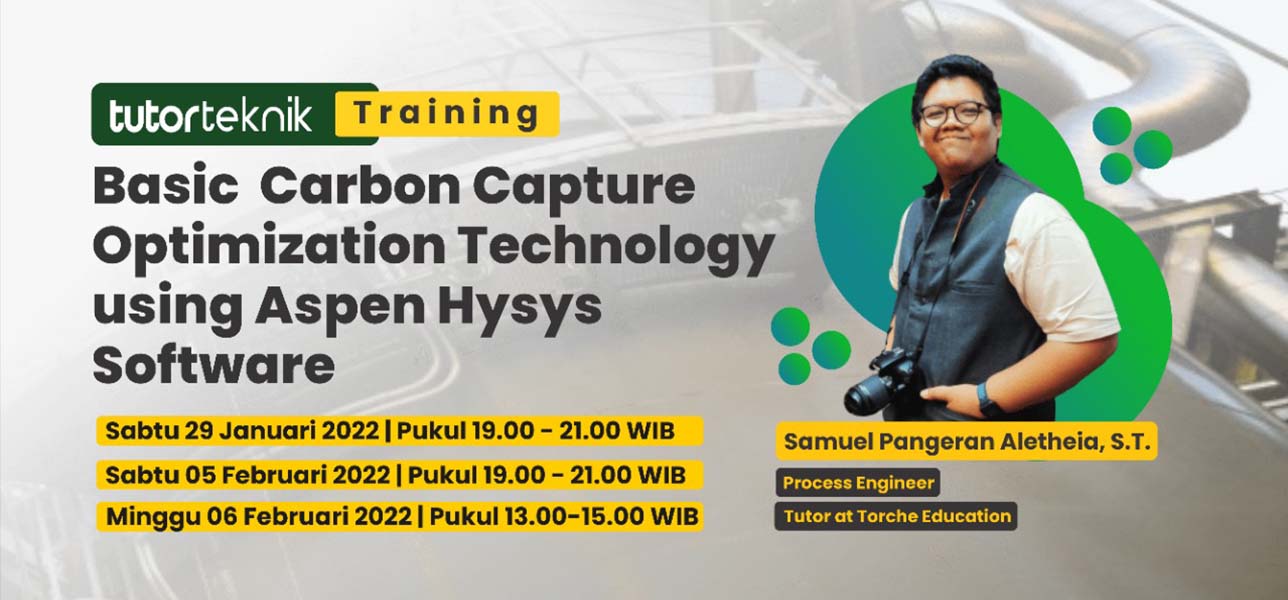 tutorteknik Training
Basic Carbon Capture
Optimization Technology
using Aspen Hysys
Software
Sabtu 29 Januari 2022 | Pukul 19.00 - 21.00 WIB
Sabtu 05 Februari 2022 | Pukul 19.00 - 21.00 WIB
Minggu 06 Februari 2022 | Pukul 13.00-15.00 WIB
Samuel Pangeran Aletheia, S.T.
Process Engineer
Tutor at Torche Education